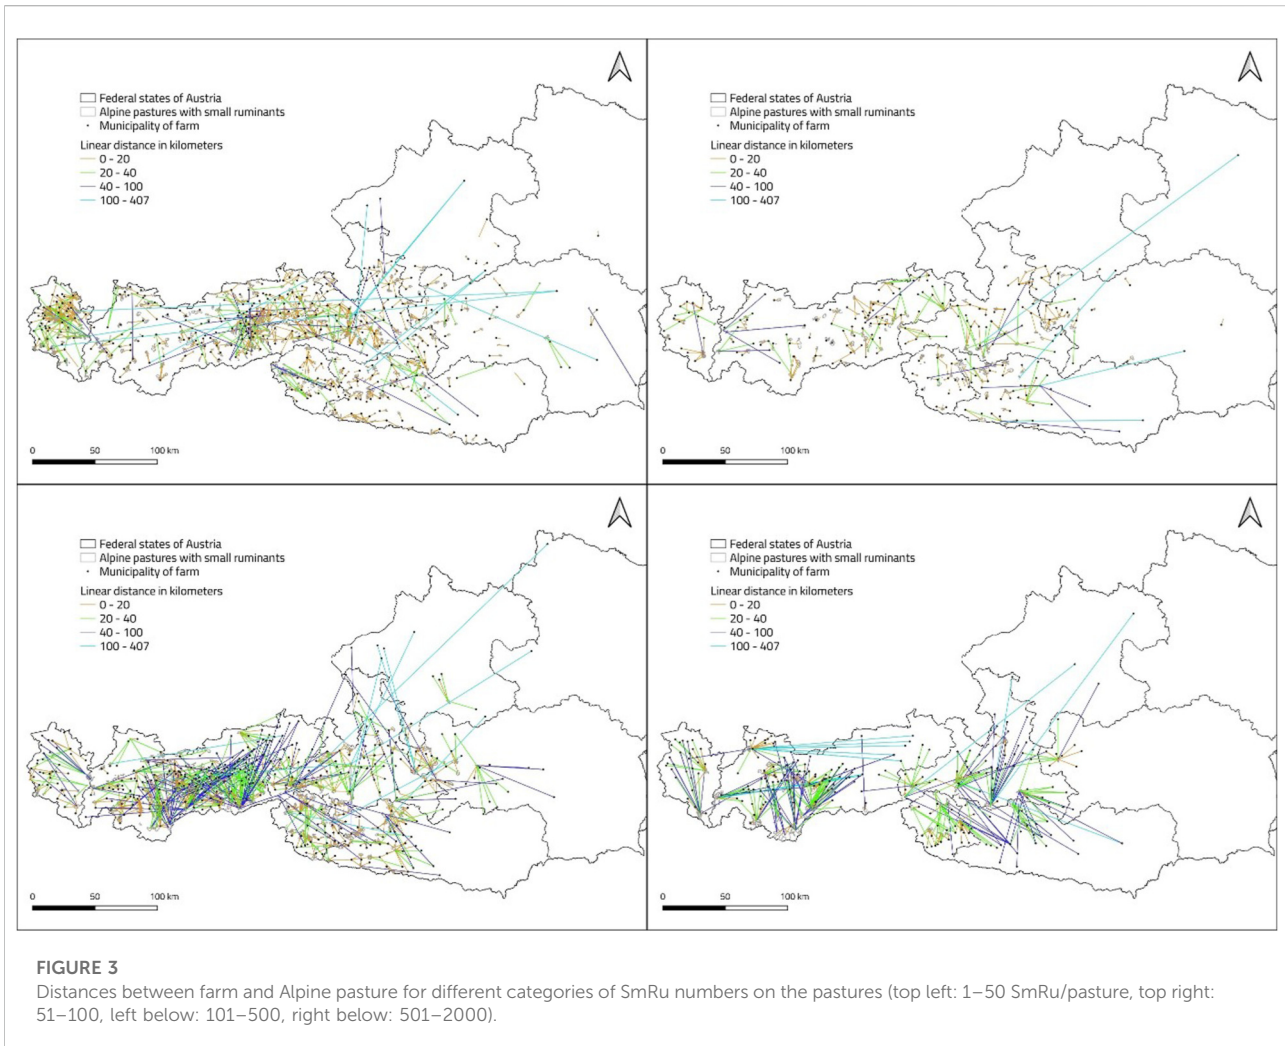 Federal states of Austria
Alpine pastures with small ruminants
Municipality of farm
Linear distance in kilometers
0 - 20
20 - 40
40 - 100
100 - 407
0 50 100 km
Federal states of Austria
Alpine pastures with small ruminants
Municipality of farm
Linear distance in kilometers
0 - 20
20 - 40
40 - 100
100 - 407
0 50 100 km
Federal states of Austria
Alpine pastures with small ruminants
Municipality of farm
Linear distance in kilometers
0 - 20
20 - 40
40 - 100
100 - 407
0 50 100 km
Federal states of Austria
Alpine pastures with small ruminants
Municipality of farm
Linear distance in kilometers
0 - 20
20 - 40
40 - 100
100 - 407
0 50 100 km
FIGURE 3
Distances between farm and Alpine pasture for different categories of SmRu numbers on the pastures (top left: 1–50 SmRu/pasture, top right:
51–100, left below: 101–500, right below: 501–2000).